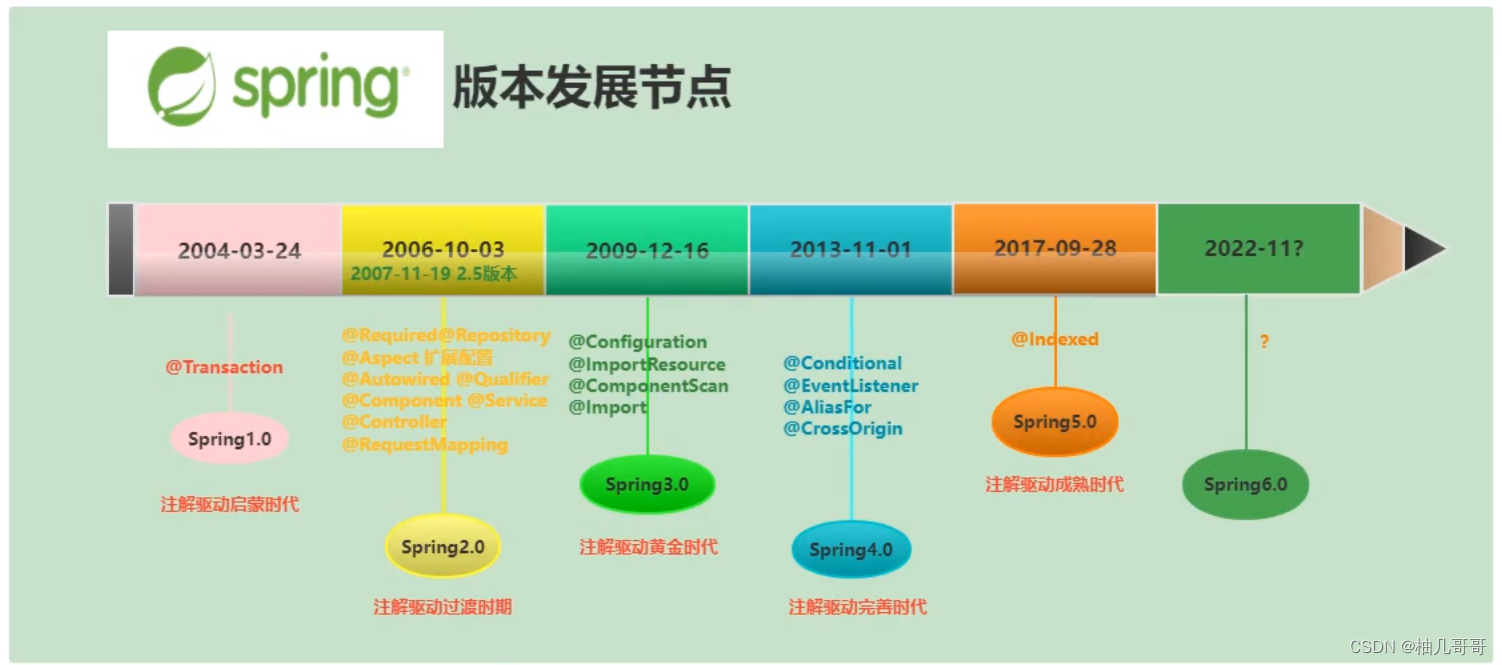 spring®
版本发展节点
2004-03-24
2006-10-03
2007-11-19 2.5版本
2009-12-16
2013-11-01
2017-09-28
2022-11?
@Transaction
Spring1.0
注解驱动启蒙时代
@Required@Repository
@Aspect 扩展配置
@Autowired @Qualifier
@Component @Service
@Controller
@RequestMapping
Spring2.0
注解驱动过渡时期
@Configuration
@ImportResource
@ComponentScan
@Import
Spring3.0
注解驱动黄金时代
@Conditional
@EventListener
@AliasFor
@CrossOrigin
Spring4.0
注解驱动完善时代
@Indexed
Spring5.0
注解驱动成熟时代
?
Spring6.0
CSDN @柚几哥哥